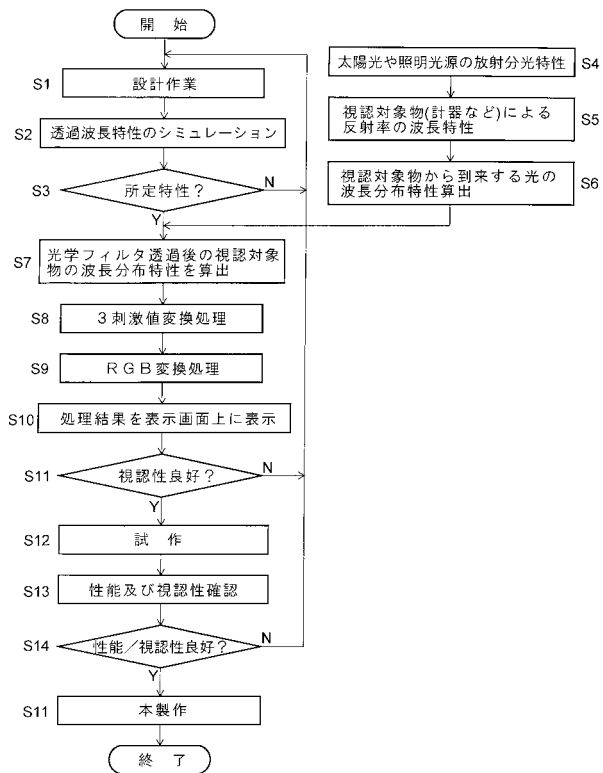 開　始
S1
設計作業
S2
透過波長特性のシミュレーション
S3
所定特性？
N
Y
太陽光や照明光源の放射分光特性
S4
視認対象物(計器など)による
反射率の波長特性
S5
視認対象物から到来する光の
波長分布特性算出
S6
S7
光学フィルタ透過後の視認対象
物の波長分布特性を算出
S8
３刺激値変換処理
S9
ＲＧＢ変換処理
S10
処理結果を表示画面上に表示
S11
視認性良好？
N
Y
S12
試　作
S13
性能及び視認性確認
S14
性能／視認性良好？
N
Y
S11
本製作
終　了